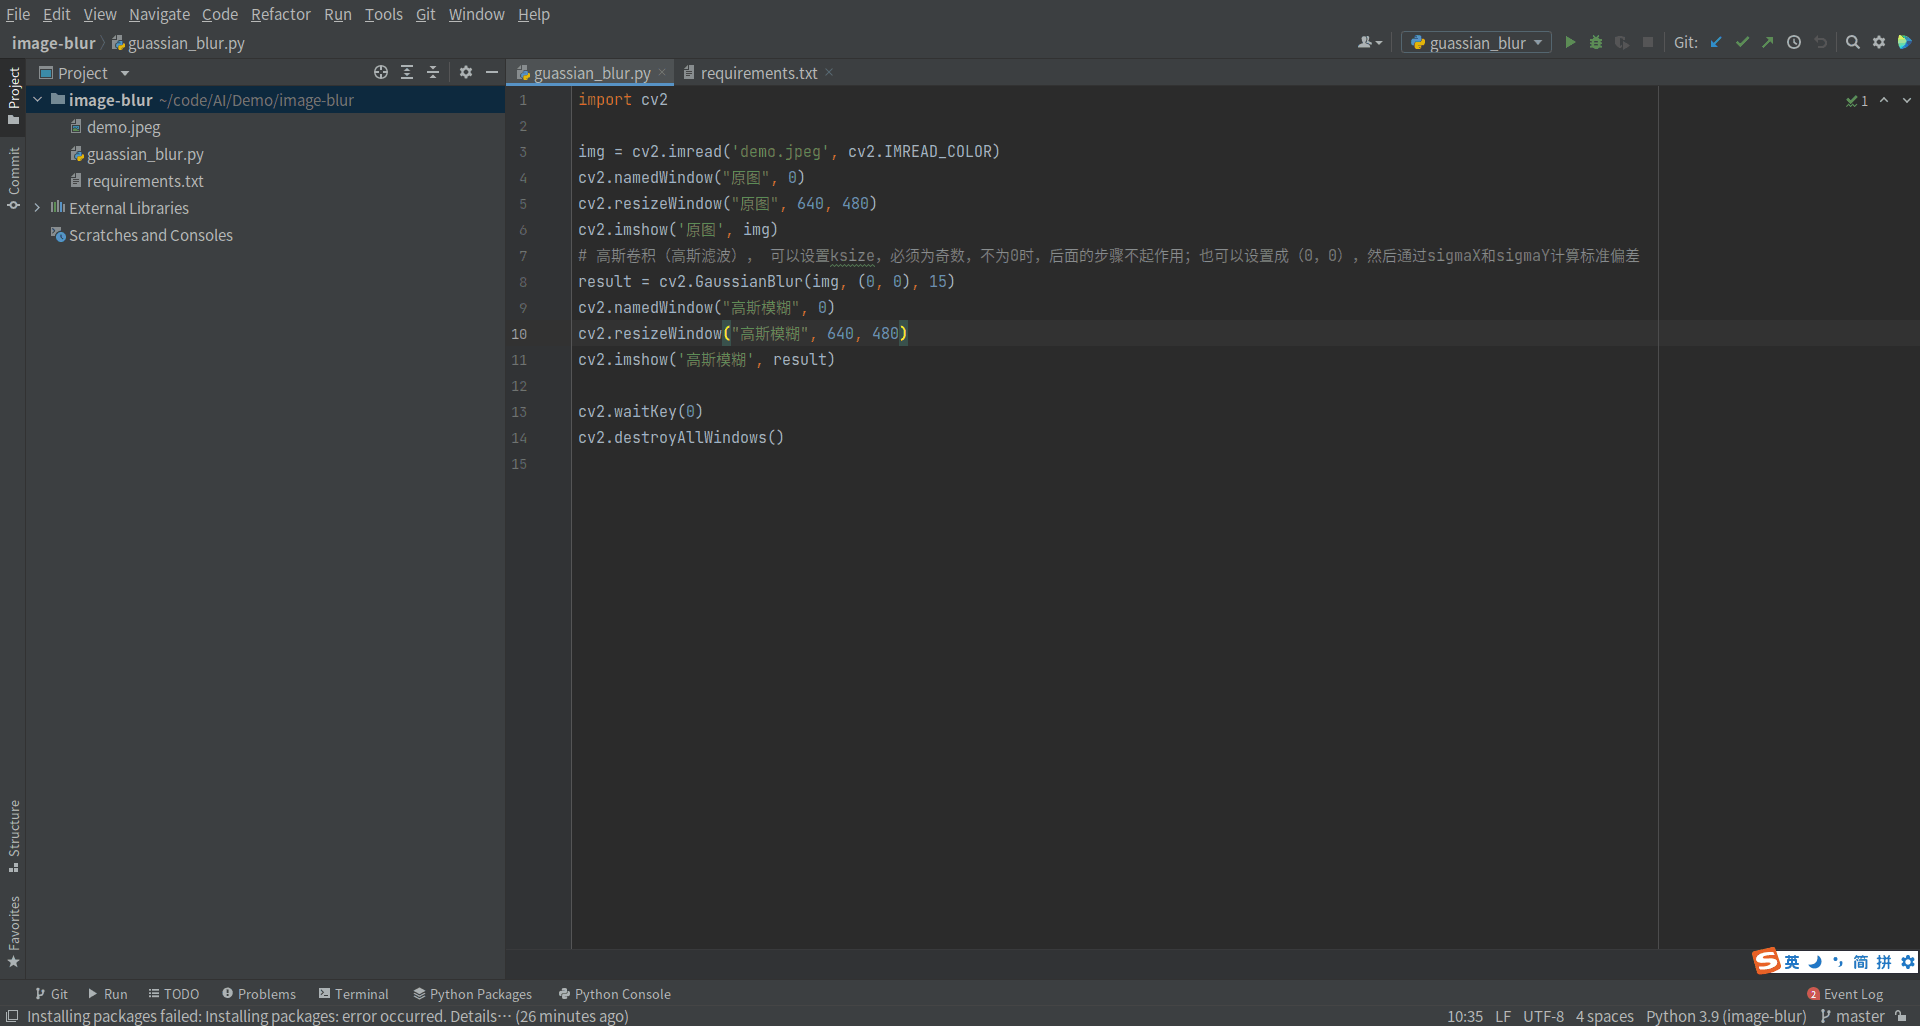 File Edit View Navigate Code Refactor Run Tools Git Window Help
image-blur guassian_blur.py
guassian_blur Git:
Project
guassian_blur.py requirements.txt
image-blur ~/code/AI/Demo/image-blur
demo.jpeg
guassian_blur.py
requirements.txt
External Libraries
Scratches and Consoles
Project
Commit
Structure
Favorites
1 import cv2
2
3 img = cv2.imread('demo.jpeg', cv2.IMREAD_COLOR)
4 cv2.namedWindow("原图", 0)
5 cv2.resizeWindow("原图", 640, 480)
6 cv2.imshow('原图', img)
7 # 高斯卷积（高斯滤波）， 可以设置ksize，必须为奇数，不为0时，后面的步骤不起作用；也可以设置成（0，0），然后通过sigmaX和sigmaY计算标准偏差
8 result = cv2.GaussianBlur(img, (0, 0), 15)
9 cv2.namedWindow("高斯模糊", 0)
10 cv2.resizeWindow("高斯模糊", 640, 480)
11 cv2.imshow('高斯模糊', result)
12
13 cv2.waitKey(0)
14 cv2.destroyAllWindows()
15
1
S 英 简 拼
Git Run TODO Problems Terminal Python Packages Python Console 2 Event Log
Installing packages failed: Installing packages: error occurred. Details… (26 minutes ago) 10:35 LF UTF-8 4 spaces Python 3.9 (image-blur) master